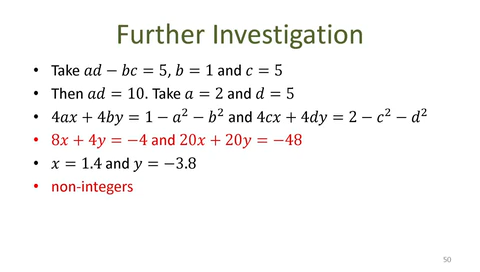 Further Investigation
• Take 𝑎𝑑 − 𝑏𝑐 = 5, 𝑏 = 1 and 𝑐 = 5
• Then 𝑎𝑑 = 10. Take 𝑎 = 2 and 𝑑 = 5
• 4𝑎𝑥 + 4𝑏𝑦 = 1 − 𝑎² − 𝑏² and 4𝑐𝑥 + 4𝑑𝑦 = 2 − 𝑐² − 𝑑²
• 8𝑥 + 4𝑦 = −4 and 20𝑥 + 20𝑦 = −48
• 𝑥 = 1.4 and 𝑦 = −3.8
• non-integers
50